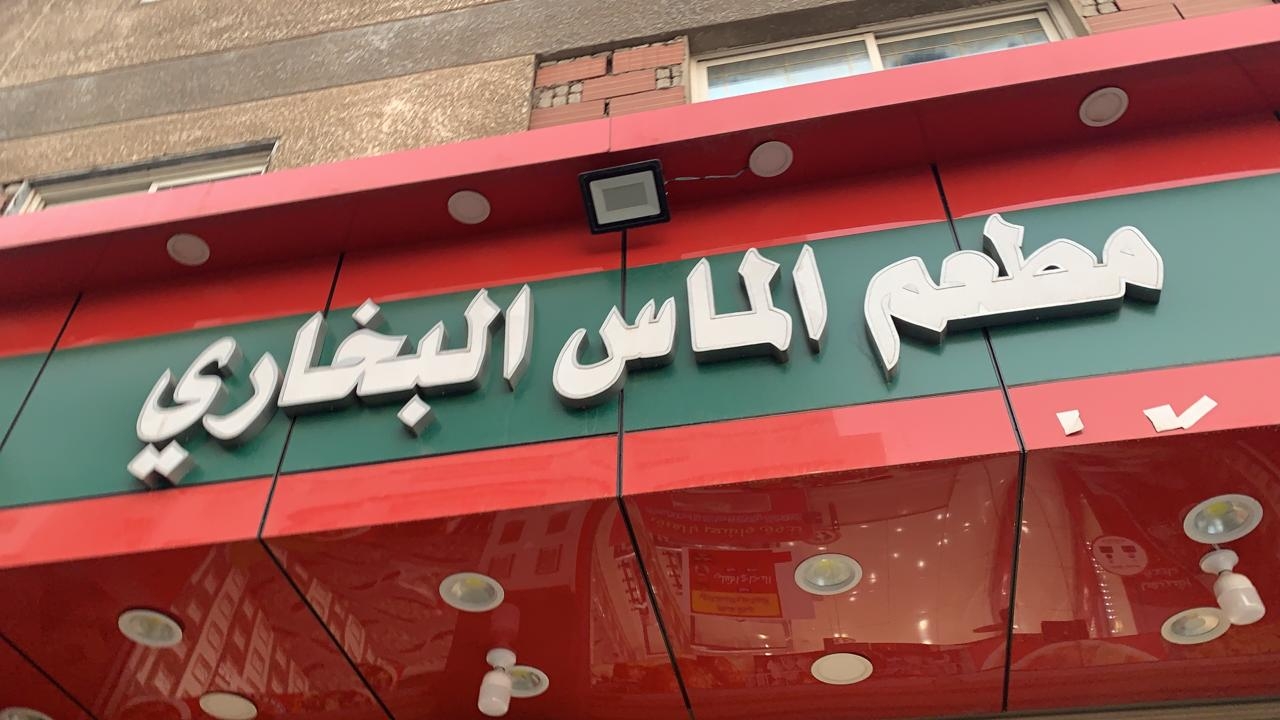 مطعم الماس البخاري